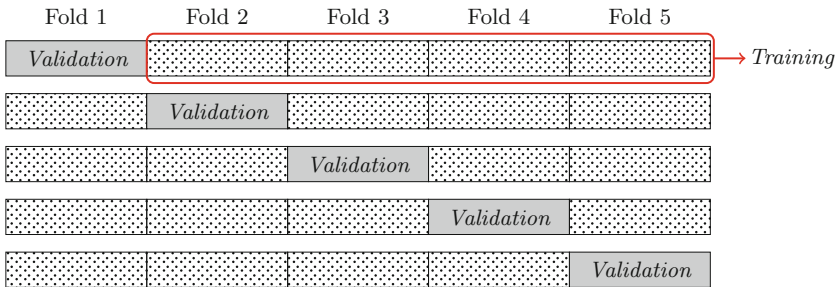 Fold 1 Fold 2 Fold 3 Fold 4 Fold 5
Validation Training
Validation
Validation
Validation
Validation